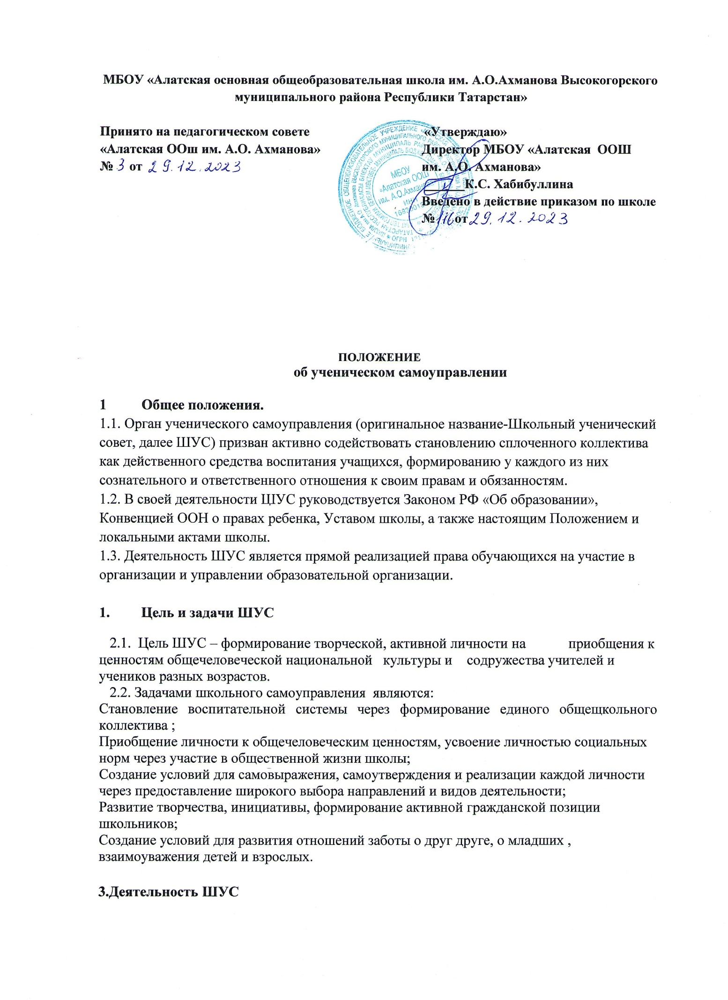 МБОУ «Алатская основная общеобразовательная школа им. А.О.Ахманова Высокогорского
муниципального района Республики Татарстан»
Принято на педагогическом совете
«Алатская ООш им. А.О. Ахманова»
№ 3 от 29.12.2023
«Утверждаю»
Директор МБОУ «Алатская ООШ
им. А.О. Ахманова»
______К.С. Хабибуллина
Введено в действие приказом по школе
№116 от 29.12.2023
МБОУ
«Алатская ООШ
им. А.О.Ахманова»
ИНН
ПОЛОЖЕНИЕ
об ученическом самоуправлении
1 Общее положения.
1.1. Орган ученического самоуправления (оригинальное название-Школьный ученический
совет, далее ШУС) призван активно содействовать становлению сплоченного коллектива
как действенного средства воспитания учащихся, формированию у каждого из них
сознательного и ответственного отношения к своим правам и обязанностям.
1.2. В своей деятельности ШУС руководствуется Законом РФ «Об образовании»,
Конвенцией ООН о правах ребенка, Уставом школы, а также настоящим Положением и
локальными актами школы.
1.3. Деятельность ШУС является прямой реализацией права обучающихся на участие в
организации и управлении образовательной организации.
1. Цель и задачи ШУС
2.1. Цель ШУС – формирование творческой, активной личности на приобщения к
ценностям общечеловеческой национальной культуры и содружества учителей и
учеников разных возрастов.
2.2. Задачами школьного самоуправления являются:
Становление воспитательной системы через формирование единого общещкольного
коллектива ;
Приобщение личности к общечеловеческим ценностям, усвоение личностью социальных
норм через участие в общественной жизни школы;
Создание условий для самовыражения, самоутверждения и реализации каждой личности
через предоставление широкого выбора направлений и видов деятельности;
Развитие творчества, инициативы, формирование активной гражданской позиции
школьников;
Создание условий для развития отношений заботы о друг друге, о младших ,
взаимоуважения детей и взрослых.
3.Деятельность ШУС